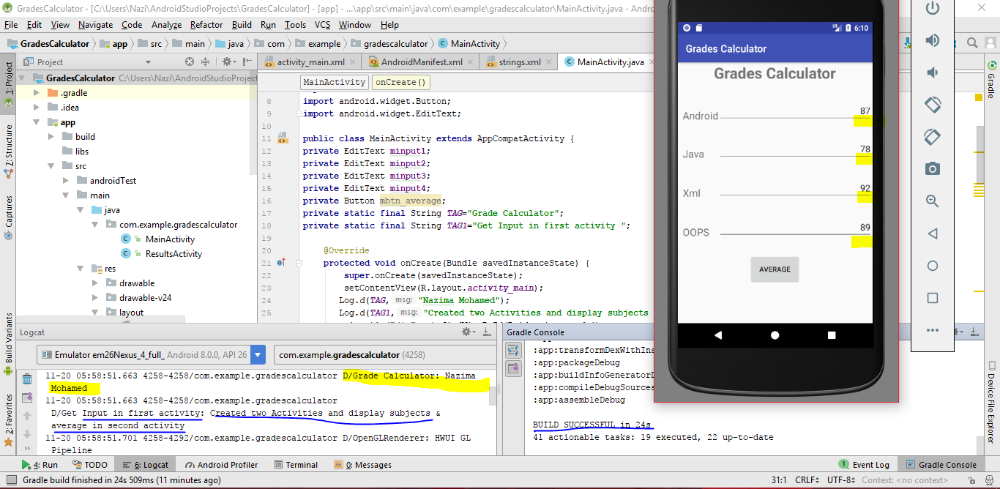 GradesCalculator - [C:\Users\Nazi\AndroidStudioProjects\GradesCalculator] - [app] - ...\app\src\main\java\com\example\gradescalculator\MainActivity.java - Andro
File Edit View Navigate Code Analyze Refactor Build Run Tools VCS Window Help
GradesCalculator app src main java com example gradescalculator MainActivity
Project
activity_main.xml AndroidManifest.xml strings.xml MainActivity.java
1: Project
7: Structure
Captures
Build Variants
2: Favorites
GradesCalculator C:\Users\Nazi\AndroidStudioProject
.gradle
.idea
app
build
libs
src
androidTest
main
java
com.example.gradescalculator
MainActivity
ResultsActivity
res
drawable
drawable-v24
layout
MainActivity onCreate()
8 import android.widget.Button;
9 import android.widget.EditText;
10
11 public class MainActivity extends AppCompatActivity {
12 private EditText minput1;
13 private EditText minput2;
14 private EditText minput3;
15 private EditText minput4;
16 private Button mbtn_average;
17 private static final String TAG="Grade Calculator";
18 private static final String TAG1="Get Input in first activity ";
19
20 @Override
21 protected void onCreate(Bundle savedInstanceState) {
22 super.onCreate(savedInstanceState);
23 setContentView(R.layout.activity_main);
24 Log.d(TAG, msg: "Nazima Mohamed");
25 Log.d(TAG1, msg: "Created two Activities and display subjects
6:10
Grades Calculator
Grades Calculator
Android 87
Java 78
Xml 92
OOPS 89
AVERAGE
Gradle
Device File Explorer
Logcat
Emulator em26Nexus_4_full_ Android 8.0.0, API 26
com.example.gradescalculator (4258)
11-20 05:58:51.663 4258-4258/com.example.gradescalculator D/Grade Calculator: Nazima
Mohamed
11-20 05:58:51.663 4258-4258/com.example.gradescalculator
D/Get Input in first activity: Created two Activities and display subjects &
average in second activity
11-20 05:58:51.701 4258-4292/com.example.gradescalculator D/OpenGLRenderer: HWUI GL
Pipeline
Gradle Console
:app:transformDexWithIns
:app:packageDebug
:app:buildInfoGeneratorD
:app:compileDebugSources
:app:assembleDebug
BUILD SUCCESSFUL in 24s
41 actionable tasks: 19 executed, 22 up-to-date
4: Run TODO 6: Logcat Android Profiler Terminal 0: Messages 1 Event Log Gradle Console
Gradle build finished in 24s 509ms (11 minutes ago) 31:1 CRLF UTF-8 Context: <no context>